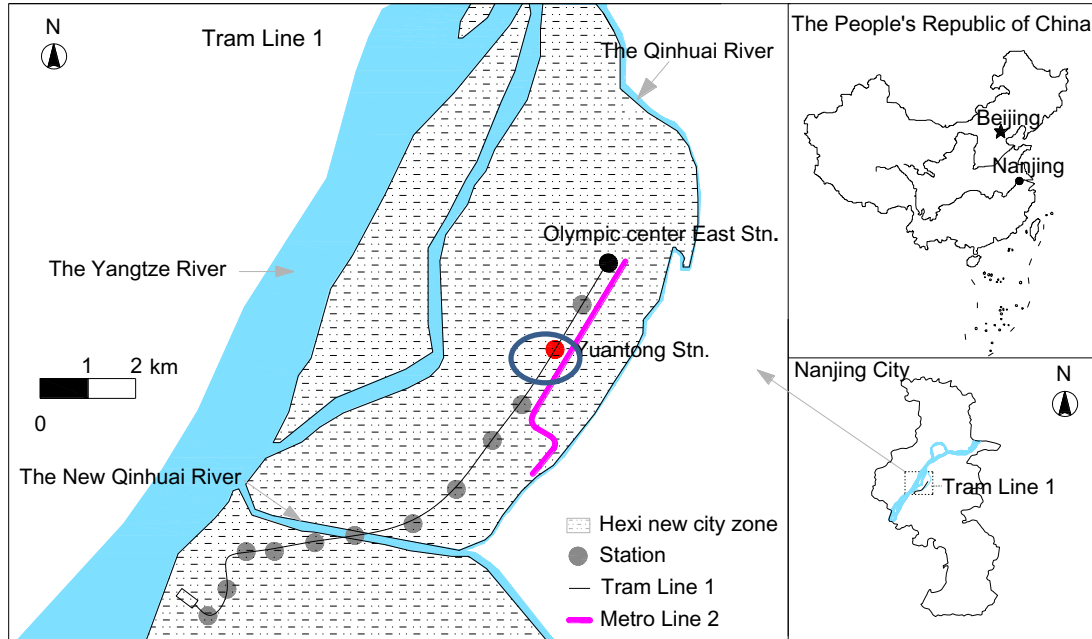 N
Tram Line 1
The Qinhuai River
Olympic center East Stn.
The Yangtze River
Yuantong Stn.
1 2 km
0
The New Qinhuai River
Hexi new city zone
Station
Tram Line 1
Metro Line 2
The People's Republic of China
Beijing
Nanjing
Nanjing City
N
Tram Line 1